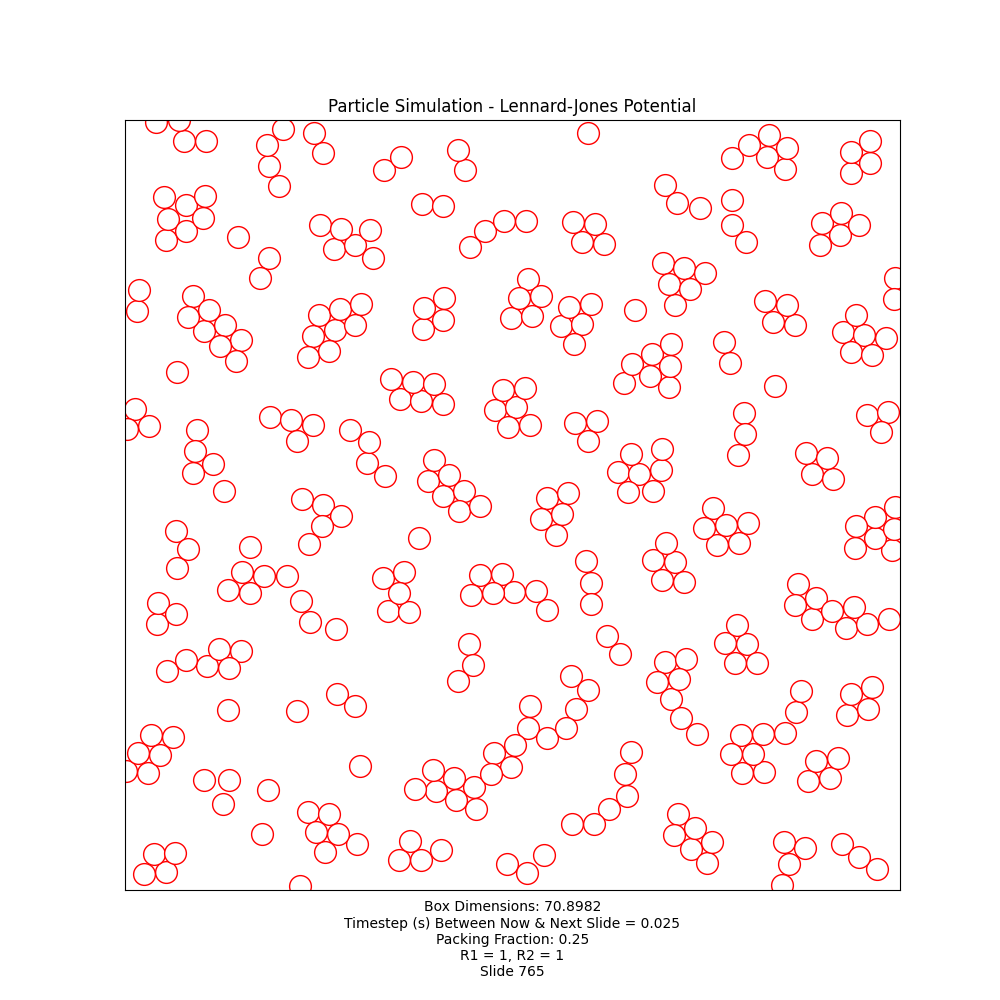 Particle Simulation - Lennard-Jones Potential
Box Dimensions: 70.8982
Timestep (s) Between Now & Next Slide = 0.025
Packing Fraction: 0.25
R1 = 1, R2 = 1
Slide 765